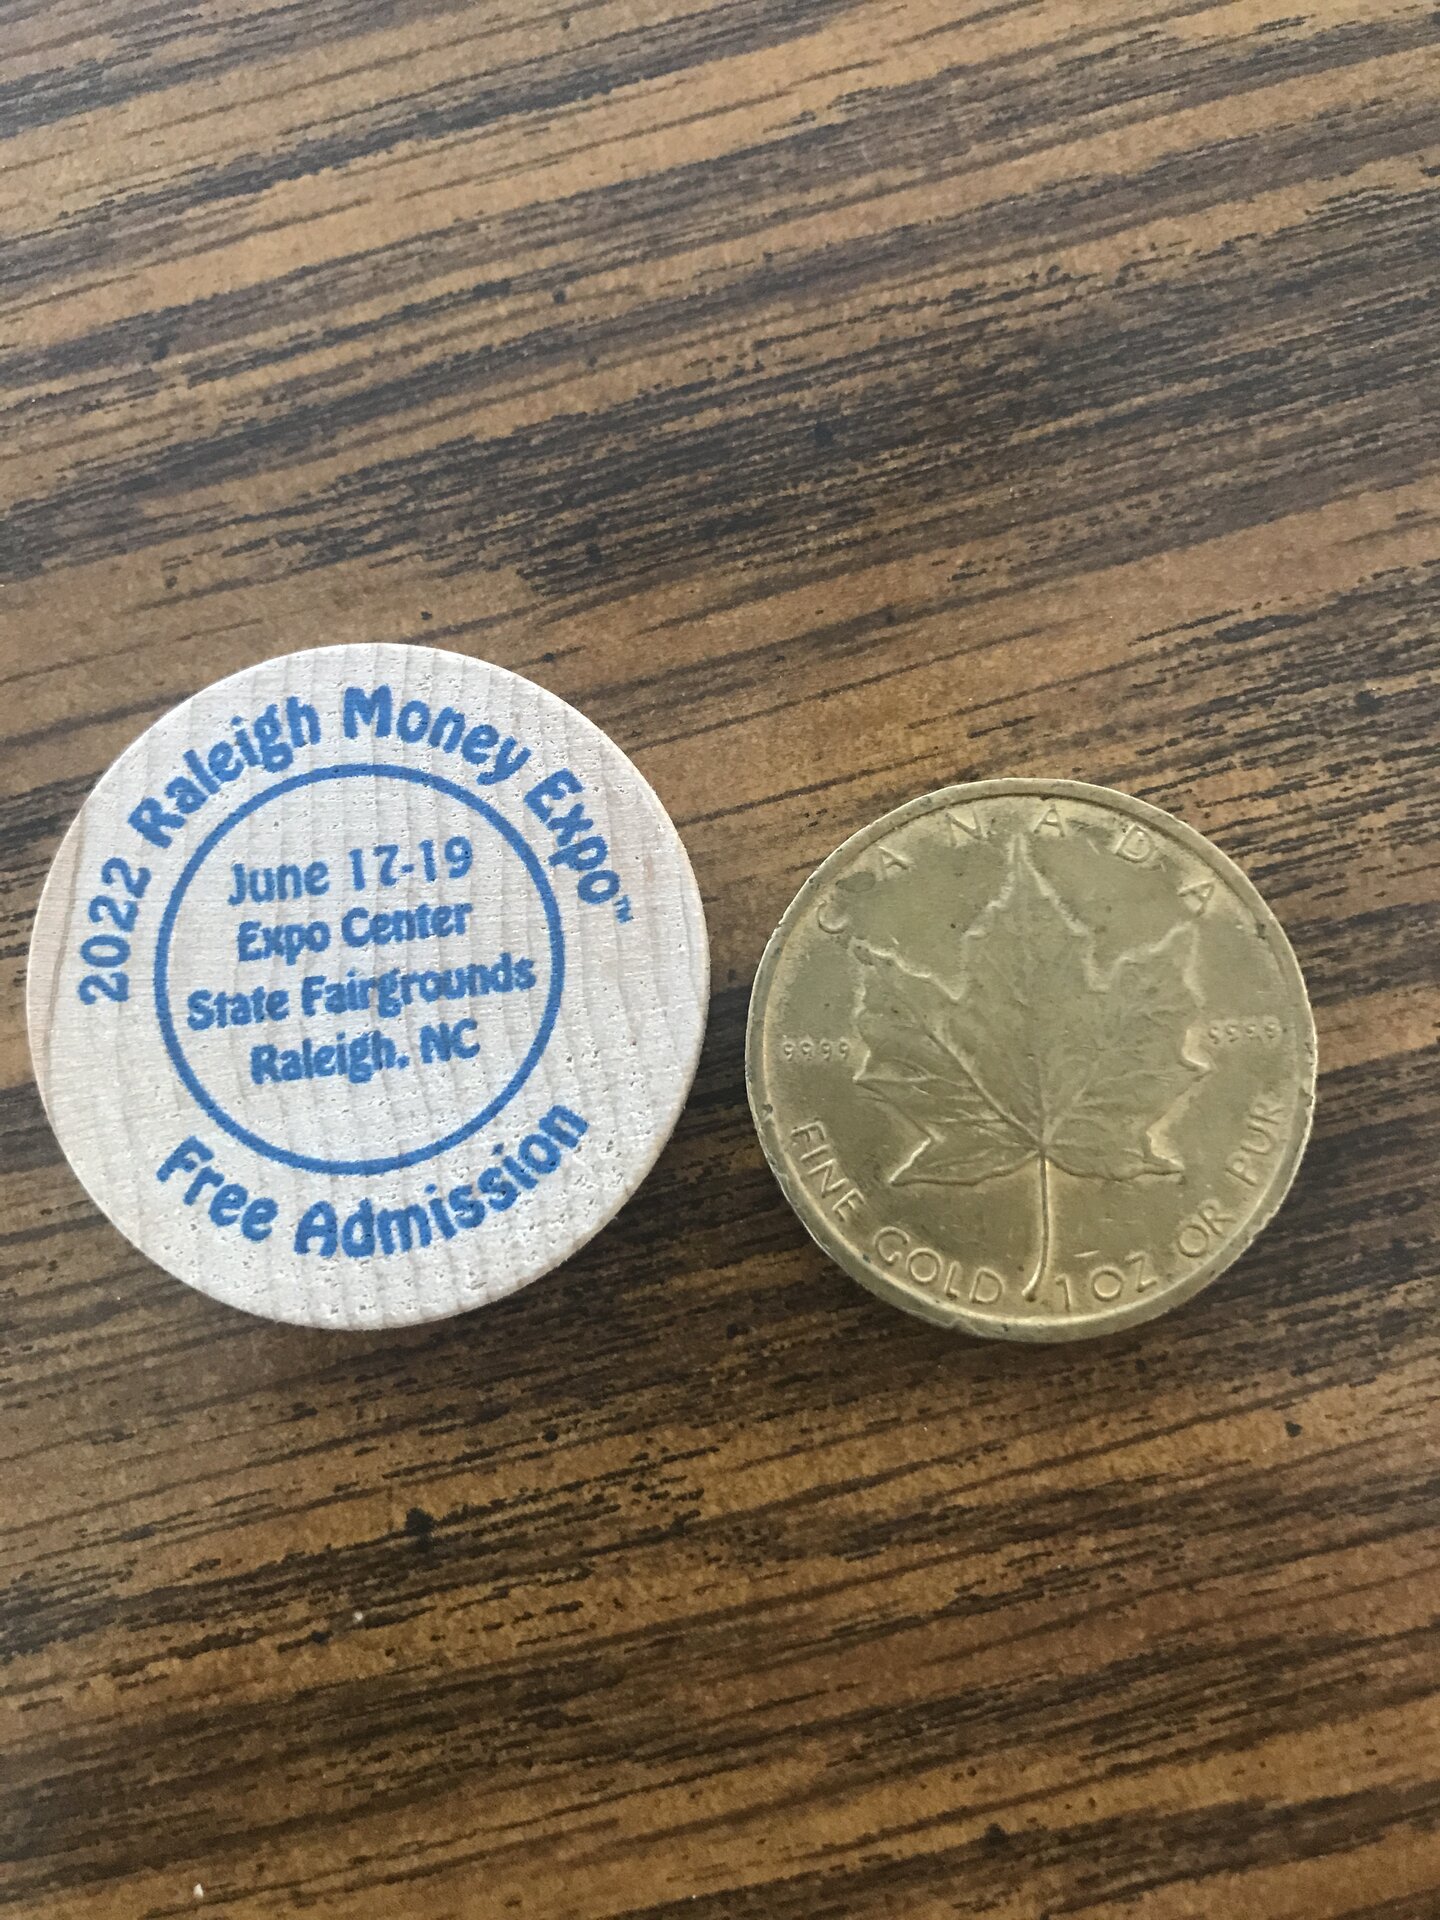 2022 Raleigh Money Expo™
June 17-19
Expo Center
State Fairgrounds
Raleigh, NC
Free Admission
CANADA
9999
9999
FINE GOLD 1 OZ OR PUR